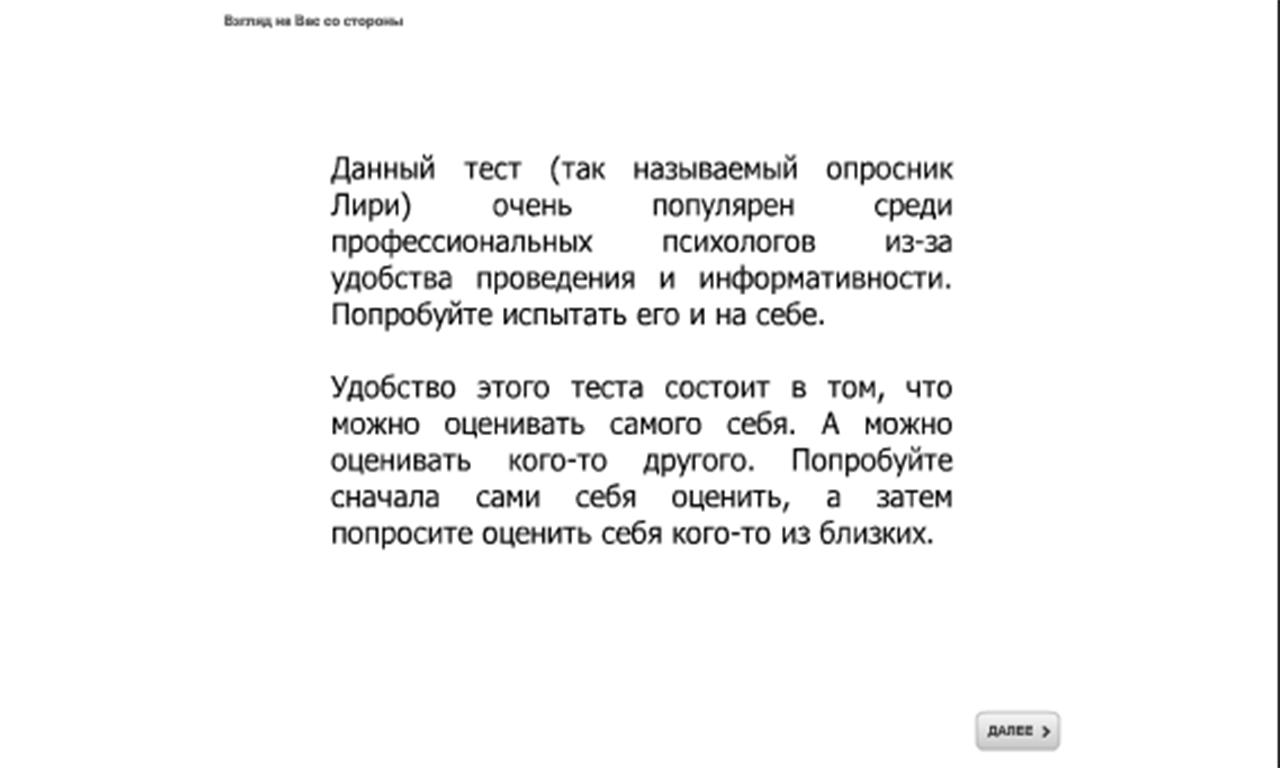 Взгляд на Вас со стороны
Данный тест (так называемый опросник
Лири) очень популярен среди
профессиональных психологов из-за
удобства проведения и информативности.
Попробуйте испытать его и на себе.
Удобство этого теста состоит в том, что
можно оценивать самого себя. А можно
оценивать кого-то другого. Попробуйте
сначала сами себя оценить, а затем
попросите оценить себя кого-то из близких.
ДАЛЕЕ